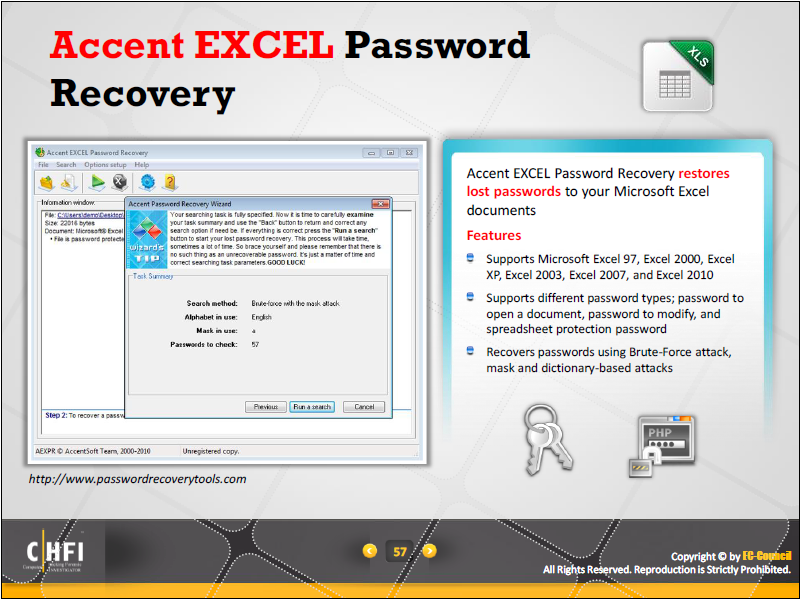 Accent EXCEL Password
Recovery
XLS
Accent EXCEL Password Recovery
File Search Options setup Help
Information window:
File: C:\Users\demo\Desktop\
Size: 22016 bytes
Document: Microsoft® Excel
• File is password protecte
Accent Password Recovery Wizard
Wizard's
TIP
Your searching task is fully specified. Now it is time to carefully examine
your task summary and use the "Back" button to return and correct any
search option if need be. If everything is correct press the "Run a search"
button to start your lost password recovery. This process will take time,
sometimes a lot of time. So brace yourself and please remember that there is
no such thing as an unrecoverable password. It's just a matter of time and
correct searching task parameters.GOOD LUCK!
Task Summary
Search method: Brute-force with the mask attack
Alphabet in use: English
Mask in use: a
Passwords to check: 57
Previous Run a search Cancel
Step 2: To recover a passw
AEXPR © AccentSoft Team, 2000-2010 Unregistered copy.
http://www.passwordrecoverytools.com
Accent EXCEL Password Recovery restores
lost passwords to your Microsoft Excel
documents
Features
Supports Microsoft Excel 97, Excel 2000, Excel
XP, Excel 2003, Excel 2007, and Excel 2010
Supports different password types; password to
open a document, password to modify, and
spreadsheet protection password
Recovers passwords using Brute-Force attack,
mask and dictionary-based attacks
PHP
CHFI
Computer Hacking Forensic
INVESTIGATOR
57
Copyright © by EC-Council
All Rights Reserved. Reproduction is Strictly Prohibited.